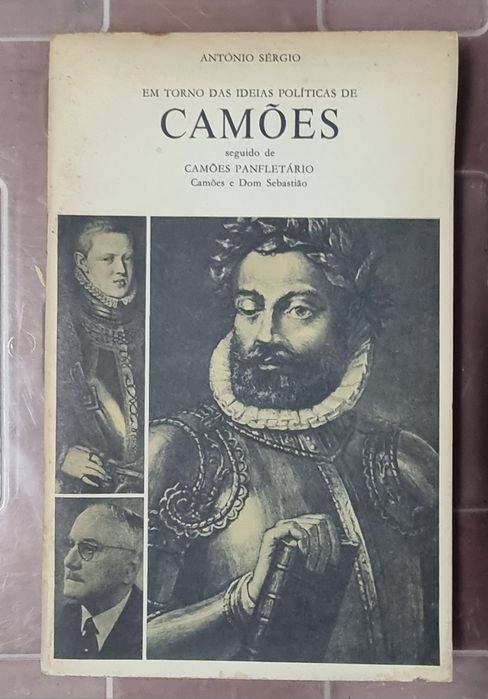 ANTÓNIO SÉRGIO
EM TORNO DAS IDEIAS POLÍTICAS DE
CAMÕES
seguido de
CAMÕES PANFLETÁRIO
Camões e Dom Sebastião